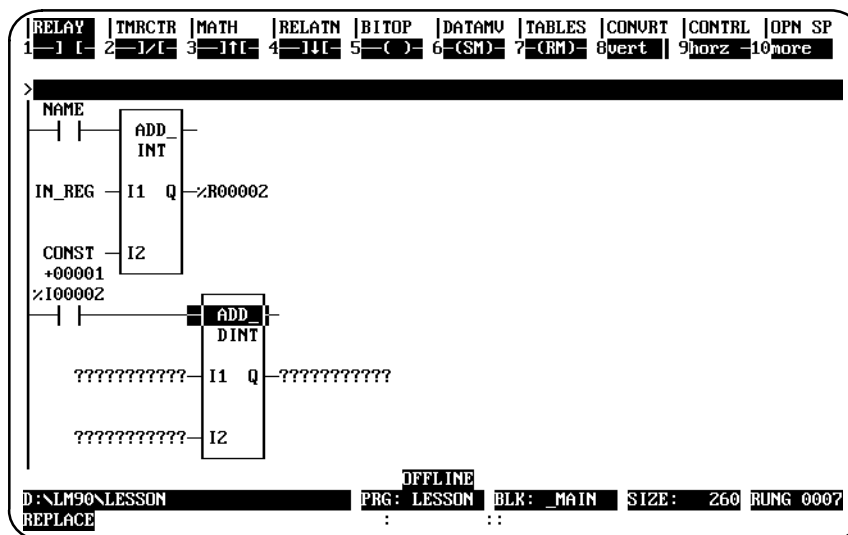 RELAY |TMRCTR |MATH |RELATN |BITOP |DATAMV |TABLES |CONVRT |CONTRL |OPN SP
1—] [— 2—]/[— 3—]↑[— 4—]↓[— 5—( )— 6—(SM)— 7—(RM)— 8vert | 9horz —10more
>
NAME
ADD_
INT
IN_REG I1 Q %R00002
CONST I2
+00001
%I00002
ADD_
DINT
??????????? I1 Q ???????????
??????????? I2
OFFLINE
D:\LM90\LESSON PRG: LESSON BLK: _MAIN SIZE: 260 RUNG 0007
REPLACE : ::